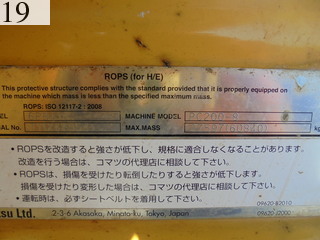 19
ROPS (for H/E)
This protective structure complies with the standard provided that it is properly equipped on
the machine which mass is less than the specified maximum mass.
ROPS: ISO 12117-2 : 2008
MACHINE MODEL
MAX.MASS
•ROPSを改造すると強さが低下し、規格に適合しなくなることがあります。
改造を行う場合は、コマツの代理店に相談して下さい。
•ROPSは、損傷を受けたり転倒したりすると強さが低下します。
損傷を受けたり変形した場合は、コマツの代理店に相談して下さい。
•運転時は、必ずシートベルトを着用して下さい。
09620-B2010
su Ltd. 2-3-6 Akasaka, Minato-ku, Tokyo, Japan 09620-J2000